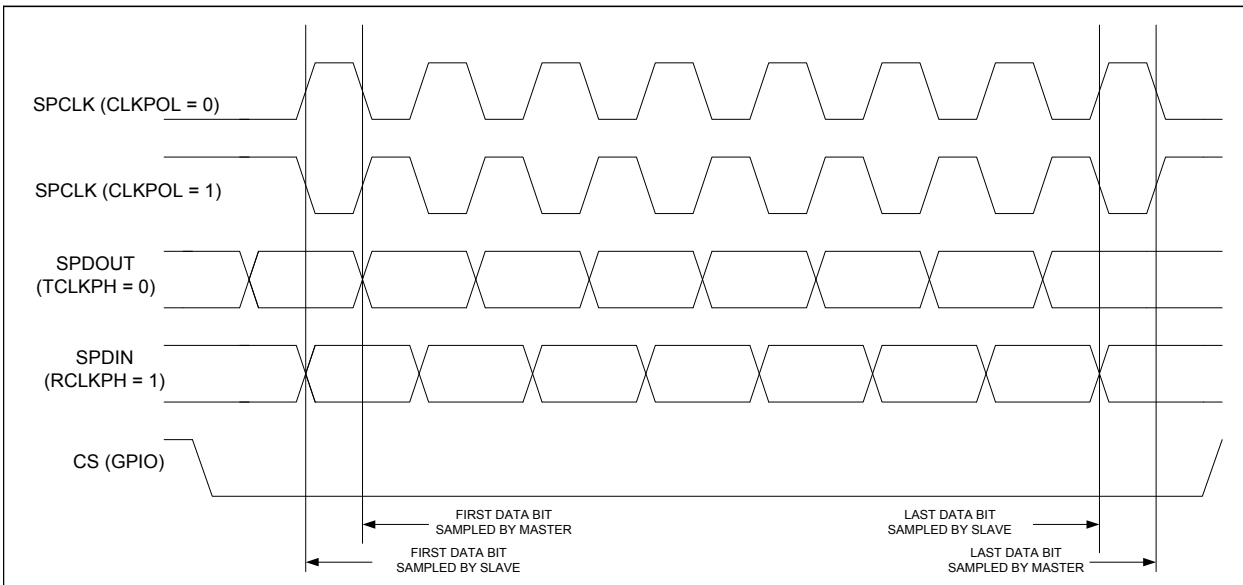 SPCLK (CLKPOL = 0)
SPCLK (CLKPOL = 1)
SPDOUT
(TCLKPH = 0)
SPDIN
(RCLKPH = 1)
CS (GPIO)
FIRST DATA BIT
SAMPLED BY MASTER
LAST DATA BIT
SAMPLED BY SLAVE
FIRST DATA BIT
SAMPLED BY SLAVE
LAST DATA BIT
SAMPLED BY MASTER